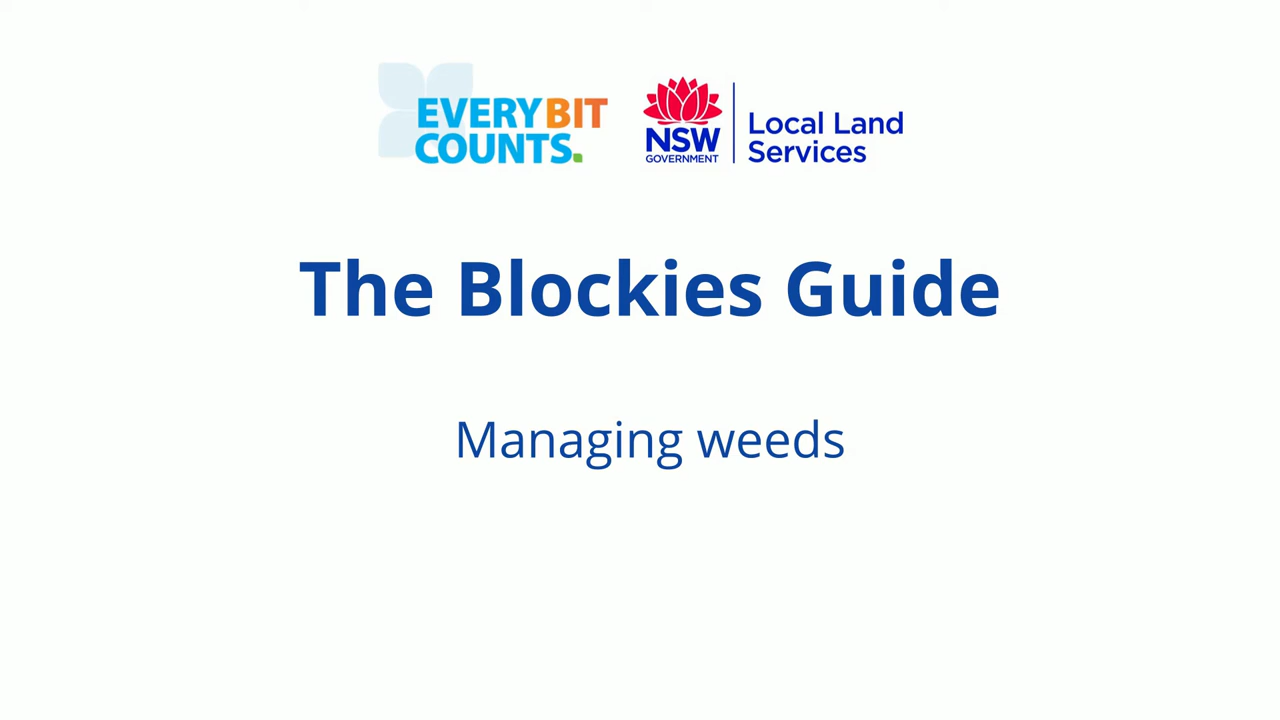 EVERY BIT
COUNTS.
NSW
GOVERNMENT
Local Land
Services
The Blockies Guide
Managing weeds